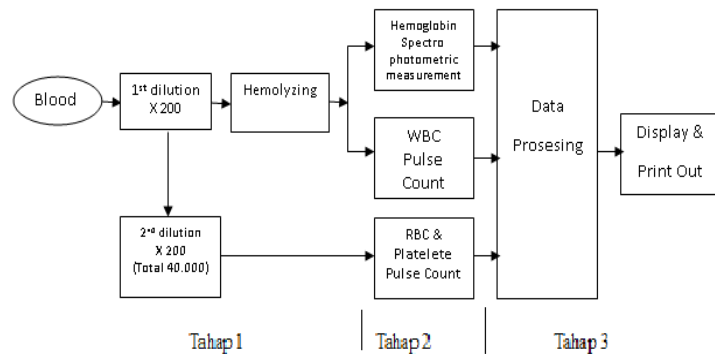 Blood
1st dilution
X 200
Hemolyzing
Hemoglobin
Spectro
photometric
measurement
WBC
Pulse
Count
2nd dilution
X 200
(Total 40.000)
RBC &
Platelete
Pulse Count
Data
Prosesing
Display &
Print Out
Tahap 1
Tahap 2
Tahap 3